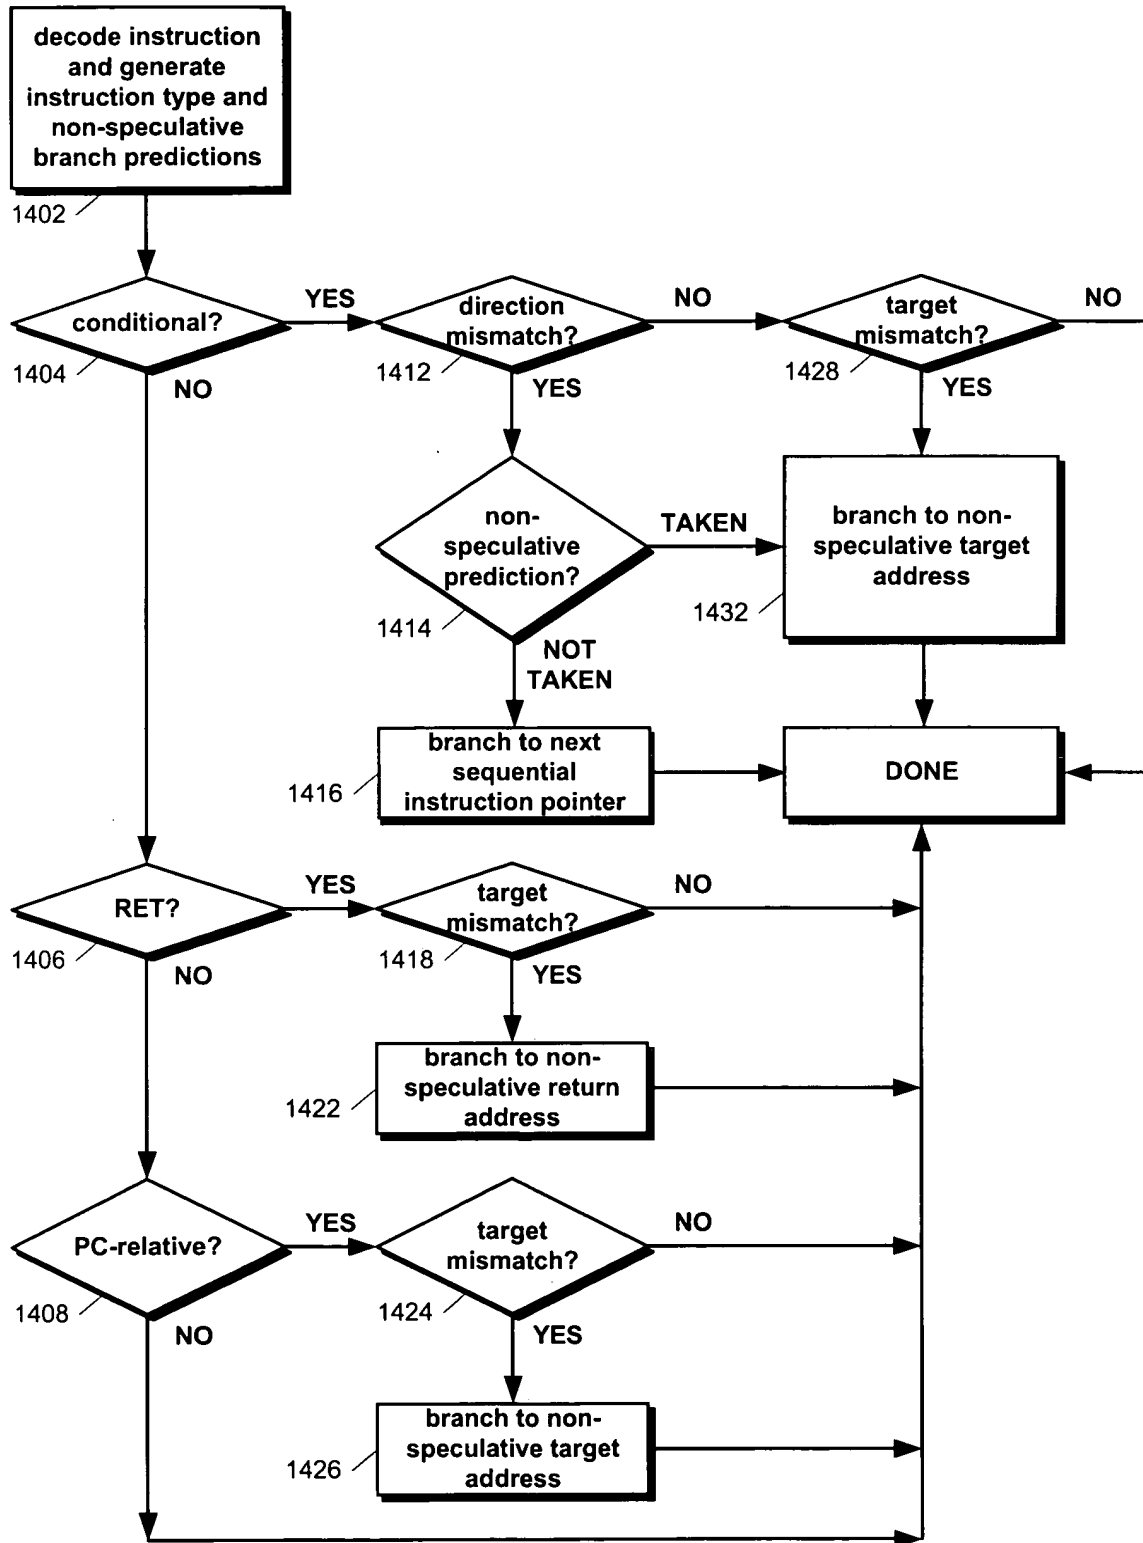 decode instruction
and generate
instruction type and
non-speculative
branch predictions
1402
conditional?
1404
YES
NO
direction
mismatch?
1412
NO
YES
target
mismatch?
1428
NO
YES
non-
speculative
prediction?
1414
TAKEN
NOT
TAKEN
branch to non-
speculative target
address
1432
branch to next
sequential
instruction pointer
1416
DONE
RET?
1406
YES
NO
target
mismatch?
1418
NO
YES
branch to non-
speculative return
address
1422
PC-relative?
1408
YES
NO
target
mismatch?
1424
NO
YES
branch to non-
speculative target
address
1426